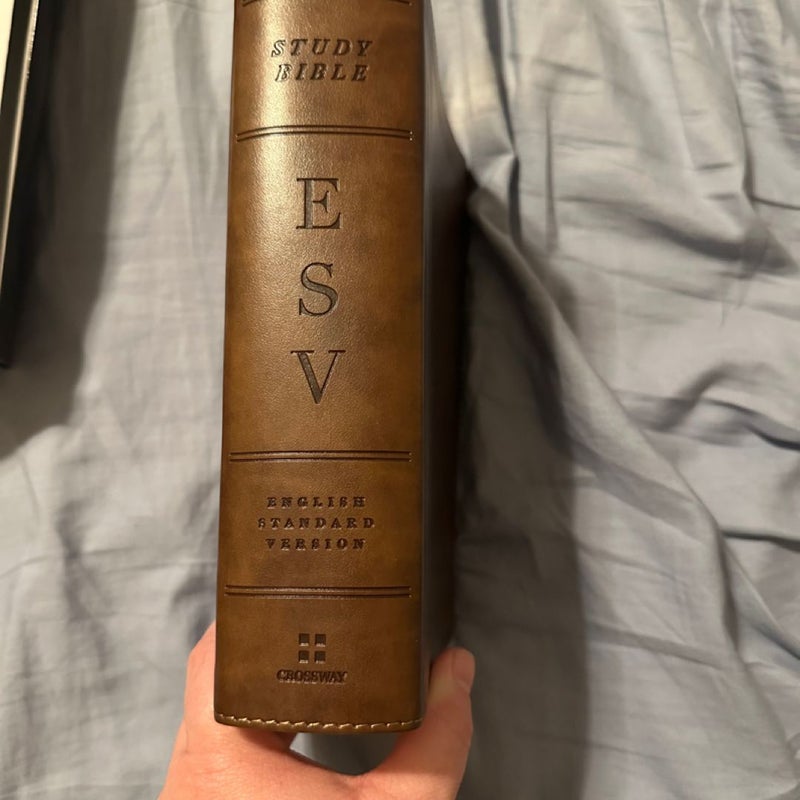 STUDY
BIBLE
E
S
V
ENGLISH
STANDARD
VERSION
CROSSWAY